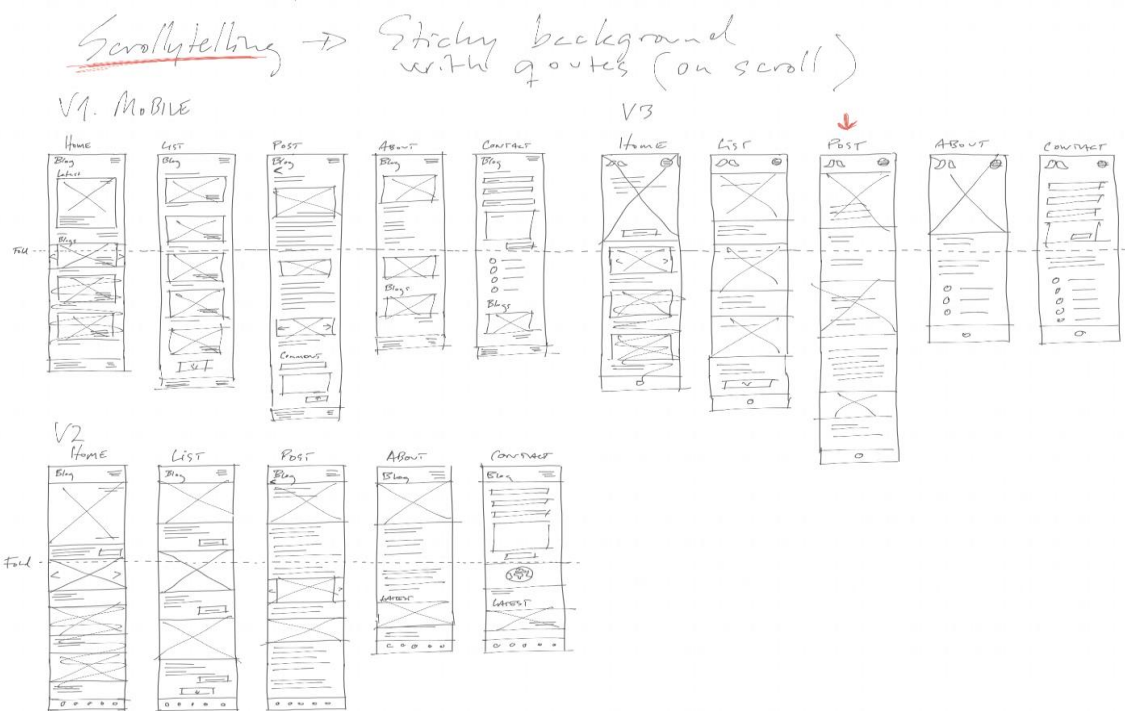 Scrollytelling → Sticky background
with qoutes (on scroll)
V1. MOBILE
V3
HOME
LIST
POST
ABOUT
CONTACT
Home
List
POST
ABOUT
CONTACT
Blog
Blog
Blog
Blog
Blog
Latest
Blogs
Fold
Blogs
Blogs
Comment
V2
HOME
LIST
POST
ABOUT
CONTACT
Blog
Blog
Blog
Blog
Blog
Fold
LATEST
LATEST